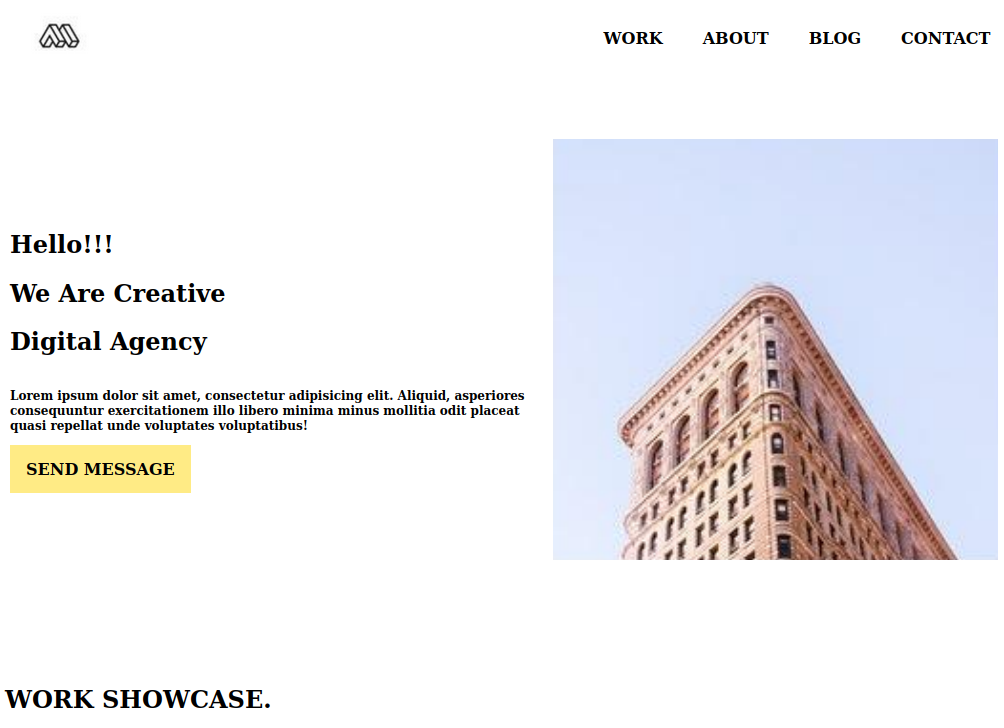 WORK ABOUT BLOG CONTACT
Hello!!!
We Are Creative
Digital Agency
Lorem ipsum dolor sit amet, consectetur adipisicing elit. Aliquid, asperiores
consequuntur exercitationem illo libero minima minus mollitia odit placeat
quasi repellat unde voluptates voluptatibus!
SEND MESSAGE
WORK SHOWCASE.